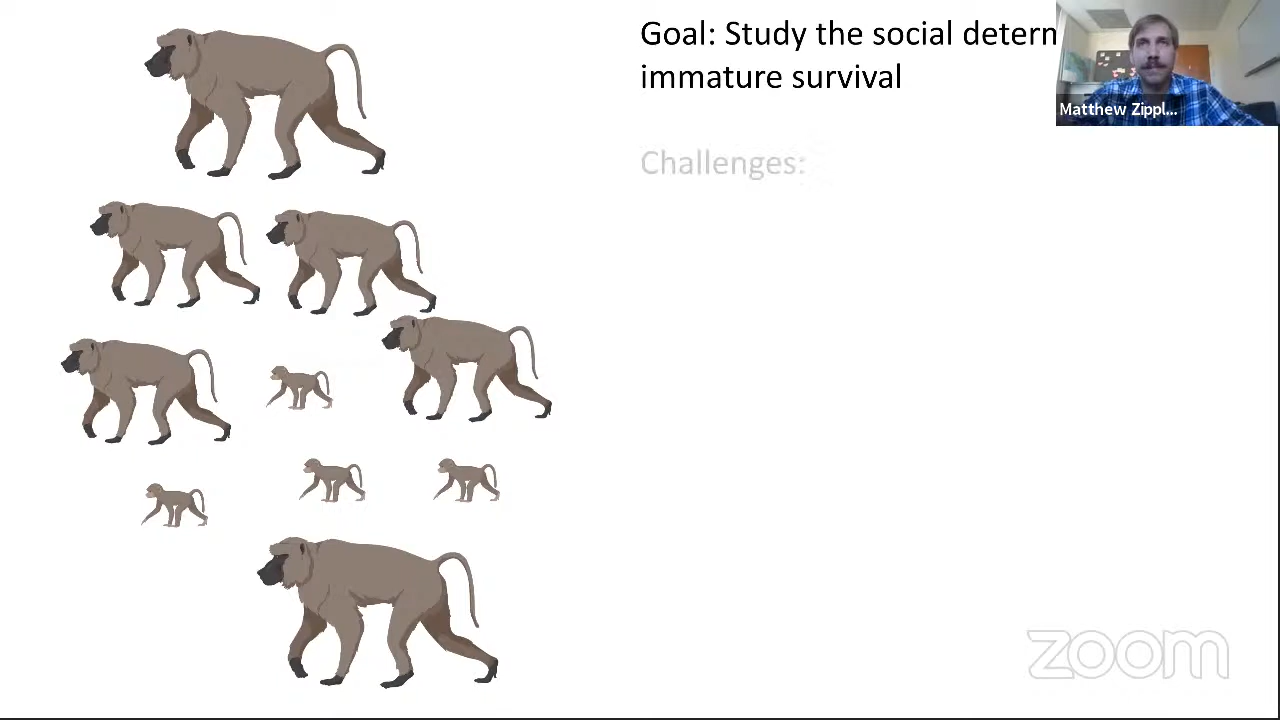 Goal: Study the social detern
immature survival
Matthew Zippl...
Challenges:
zoom